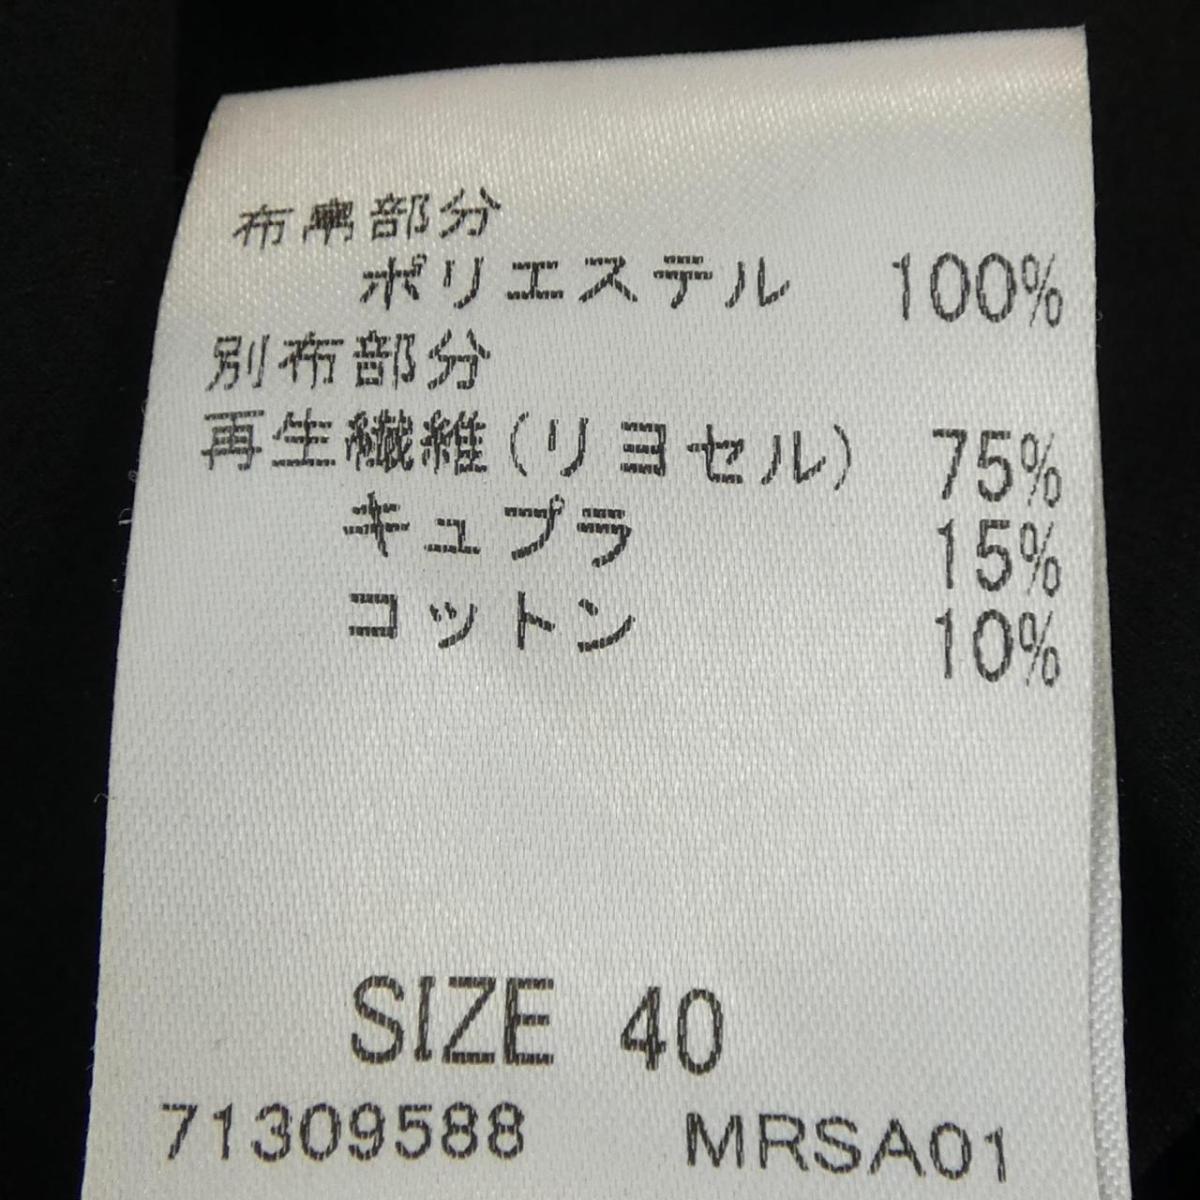 布帛部分
ポリエステル 100%
別布部分
再生繊維(リヨセル) 75%
キュプラ 15%
コットン 10%
SIZE 40
71309588 MRSA01